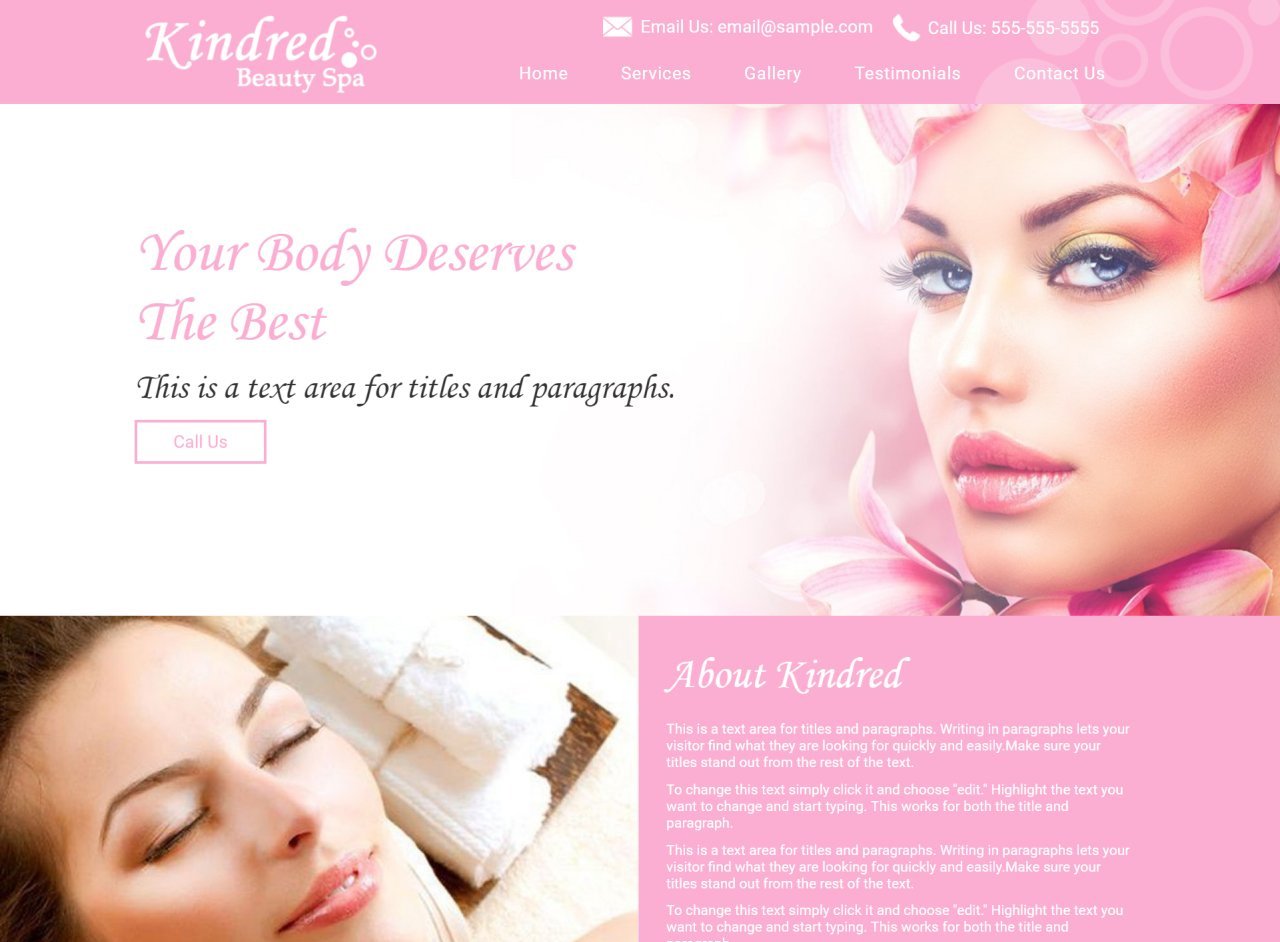 Kindred
Beauty Spa
Email Us: email@sample.com
Call Us: 555-555-5555
Home
Services
Gallery
Testimonials
Contact Us
Your Body Deserves
The Best
This is a text area for titles and paragraphs.
Call Us
About Kindred
This is a text area for titles and paragraphs. Writing in paragraphs lets your
visitor find what they are looking for quickly and easily.Make sure your
titles stand out from the rest of the text.
To change this text simply click it and choose "edit." Highlight the text you
want to change and start typing. This works for both the title and
paragraph.
This is a text area for titles and paragraphs. Writing in paragraphs lets your
visitor find what they are looking for quickly and easily.Make sure your
titles stand out from the rest of the text.
To change this text simply click it and choose "edit." Highlight the text you
want to change and start typing. This works for both the title and